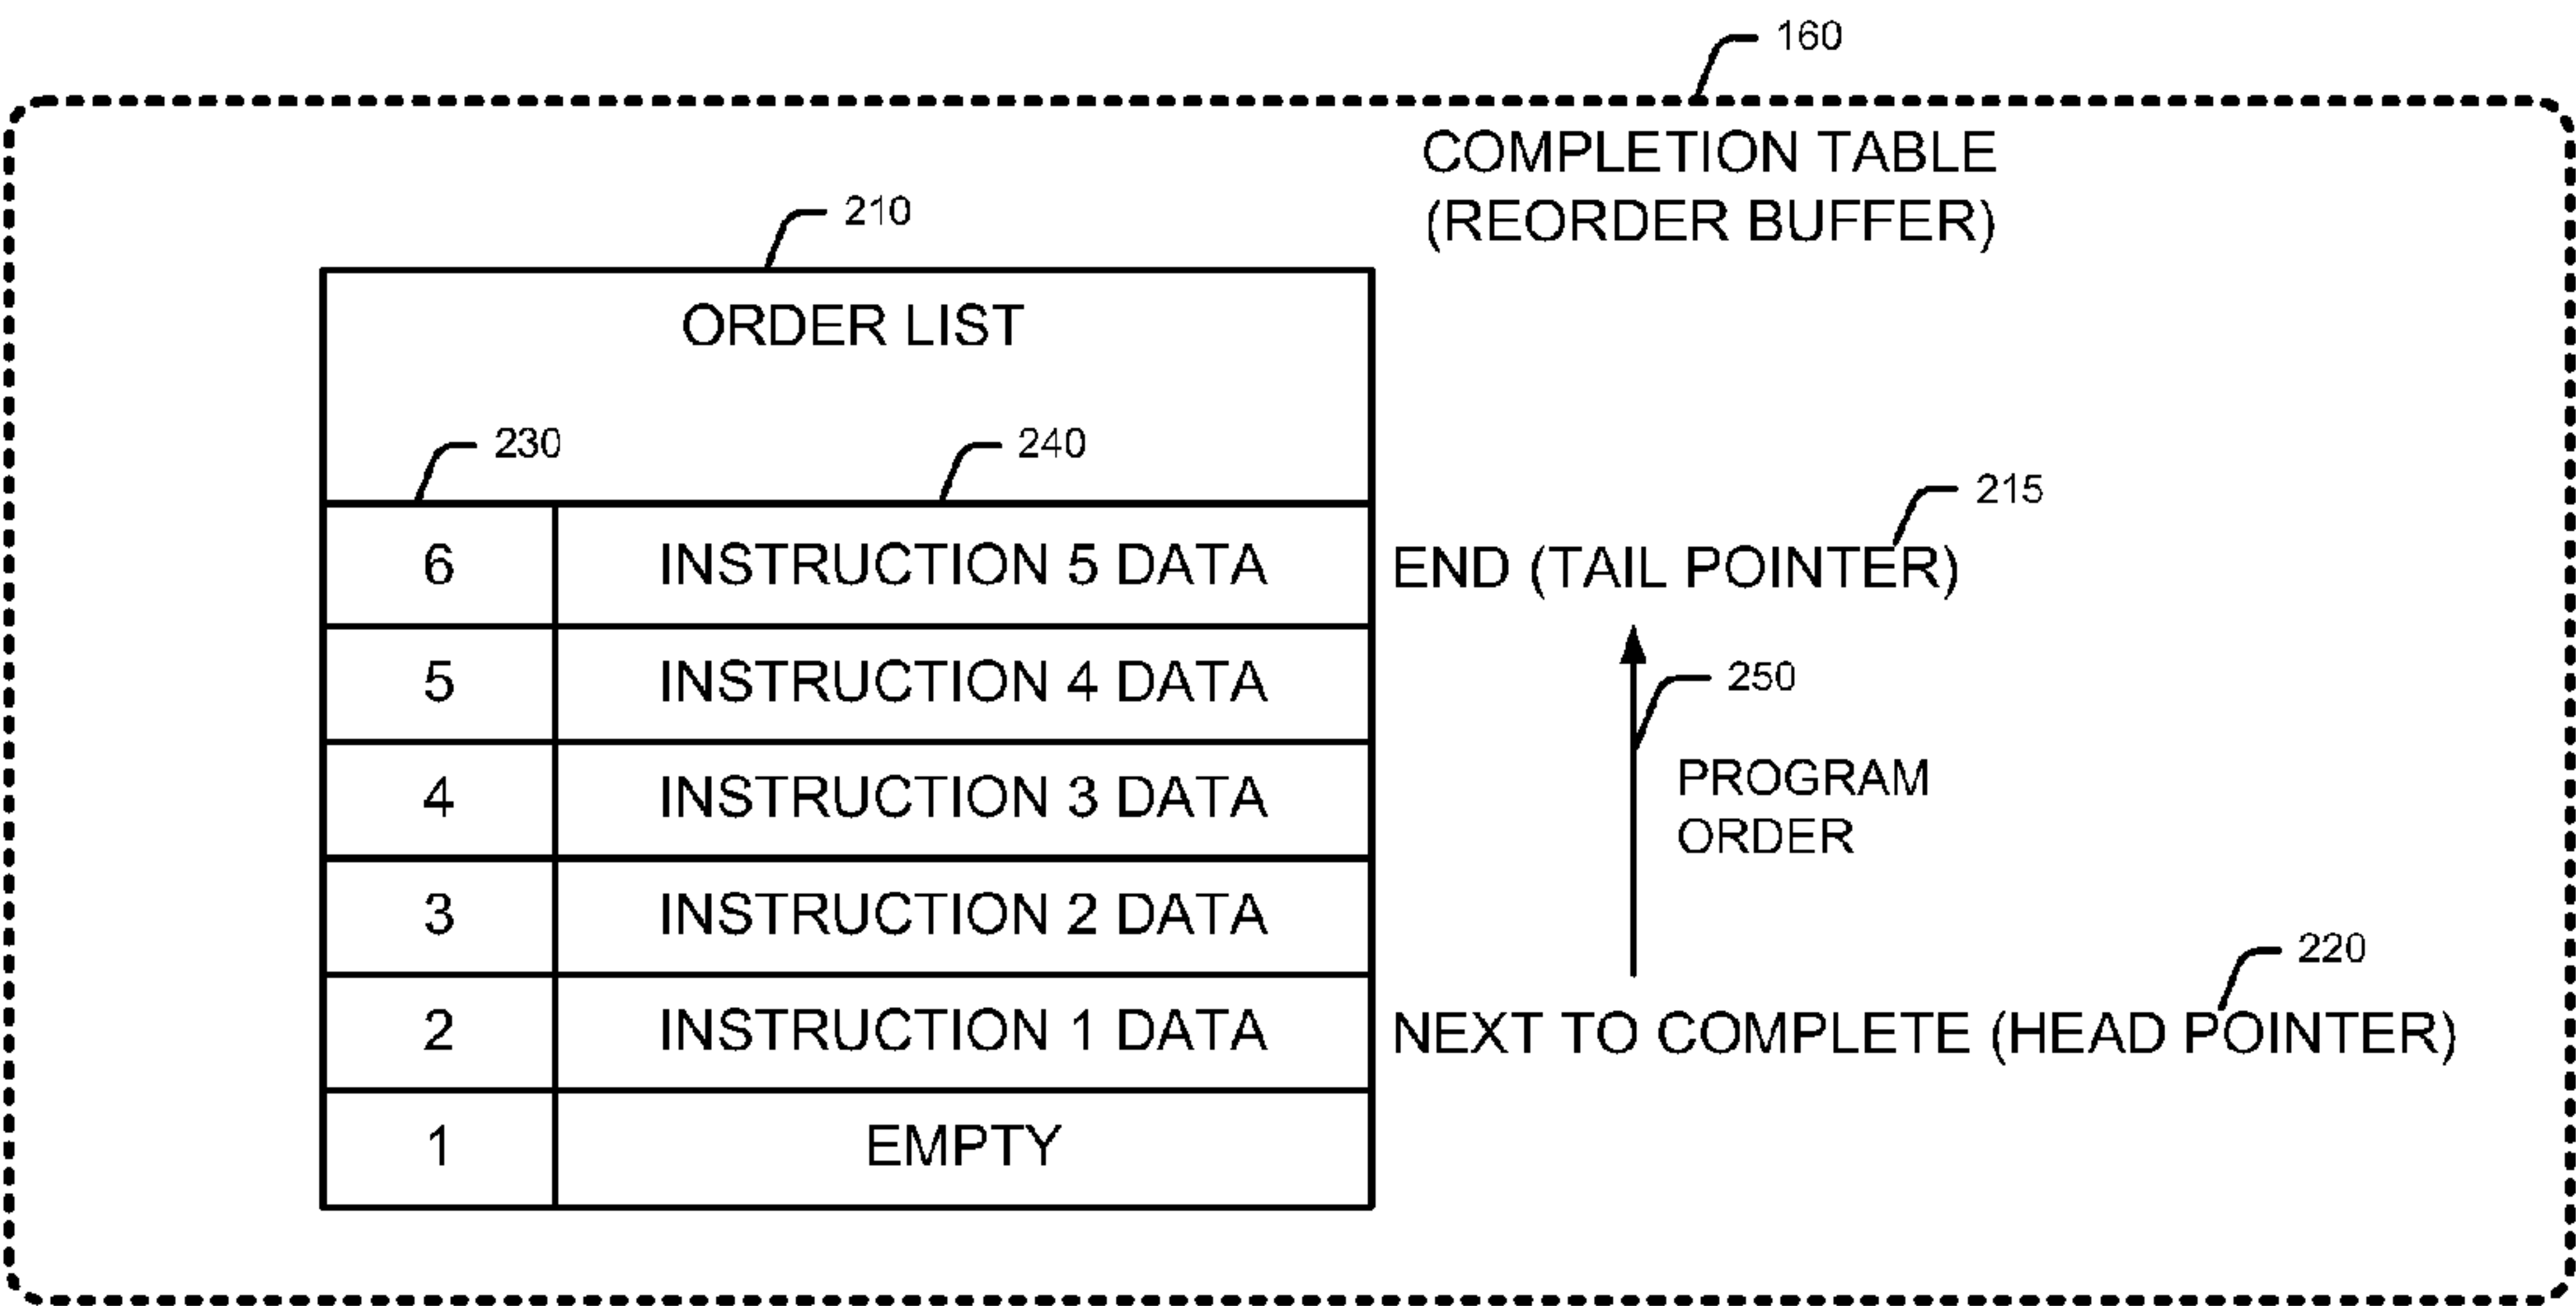 160
COMPLETION TABLE
(REORDER BUFFER)
210
ORDER LIST
230
240
215
6 INSTRUCTION 5 DATA END (TAIL POINTER)
5 INSTRUCTION 4 DATA
250
4 INSTRUCTION 3 DATA
PROGRAM
ORDER
3 INSTRUCTION 2 DATA
220
2 INSTRUCTION 1 DATA NEXT TO COMPLETE (HEAD POINTER)
1 EMPTY